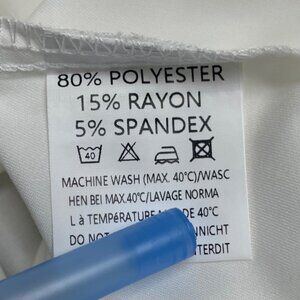 80% POLYESTER
15% RAYON
5% SPANDEX
40
MACHINE WASH (MAX. 40°C)/WASC
HEN BEI MAX.40°C/LAVAGE NORMA
L à TEMPéRATURE DE 40°C
DO NOT NICHT
INTERDIT